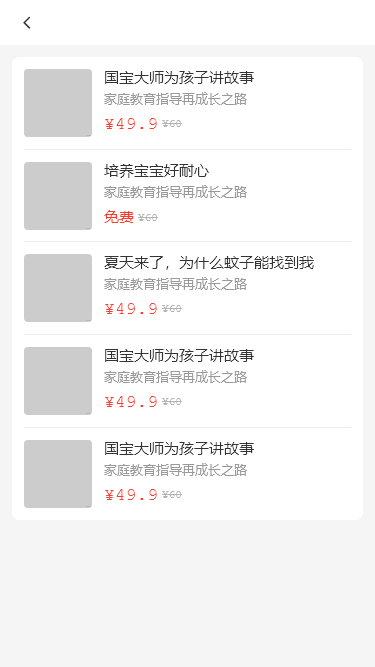 国宝大师为孩子讲故事
家庭教育指导再成长之路
¥49.9 ¥60
培养宝宝好耐心
家庭教育指导再成长之路
免费 ¥60
夏天来了，为什么蚊子能找到我
家庭教育指导再成长之路
¥49.9 ¥60
国宝大师为孩子讲故事
家庭教育指导再成长之路
¥49.9 ¥60
国宝大师为孩子讲故事
家庭教育指导再成长之路
¥49.9 ¥60